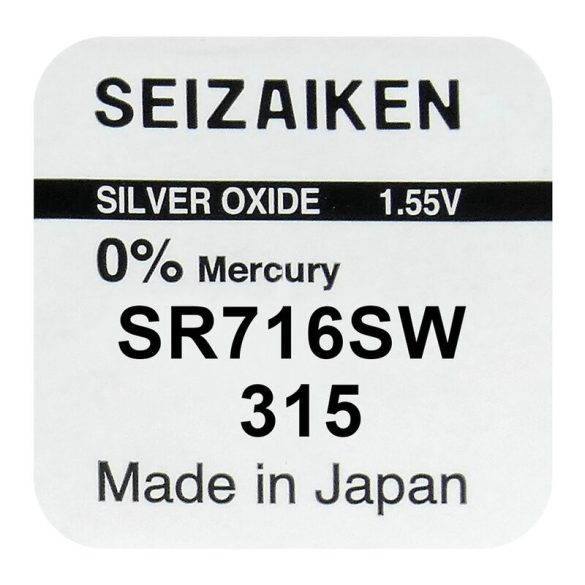 SEIZAIKEN
SILVER OXIDE 1.55V
0% Mercury
SR716SW
315
Made in Japan